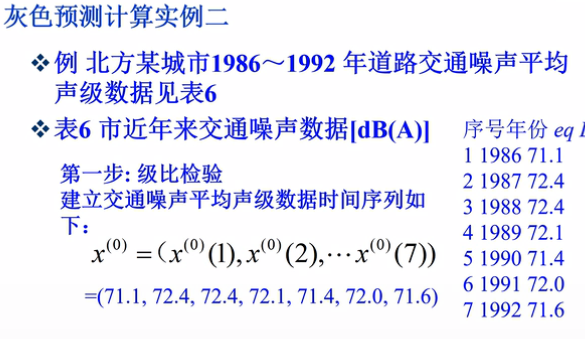 灰色预测计算实例二
❖例 北方某城市1986～1992 年道路交通噪声平均
声级数据见表6
❖表6 市近年来交通噪声数据[dB(A)]
第一步: 级比检验
建立交通噪声平均声级数据时间序列如
下：
x⁽⁰⁾ =（x⁽⁰⁾(1), x⁽⁰⁾(2),⋯x⁽⁰⁾(7))
=(71.1, 72.4, 72.4, 72.1, 71.4, 72.0, 71.6)
序号年份 eq
1 1986 71.1
2 1987 72.4
3 1988 72.4
4 1989 72.1
5 1990 71.4
6 1991 72.0
7 1992 71.6